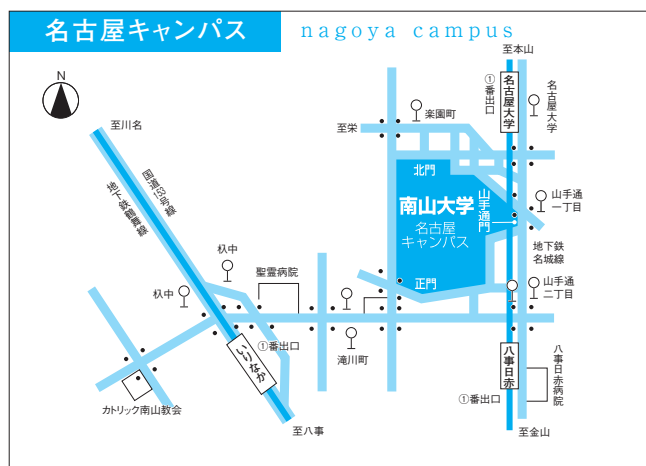 名古屋キャンパス
nagoya campus
至本山
N
①番出口
名古屋大学
名古屋大学
楽園町
至栄
至川名
国道153号線
地下鉄鶴舞線
北門
山手通門
山手通
一丁目
南山大学
名古屋
キャンパス
地下鉄
名城線
杁中
聖霊病院
正門
山手通
二丁目
杁中
①番出口
滝川町
いりなか
八事日赤
八事日赤病院
①番出口
カトリック南山教会
至八事
至金山